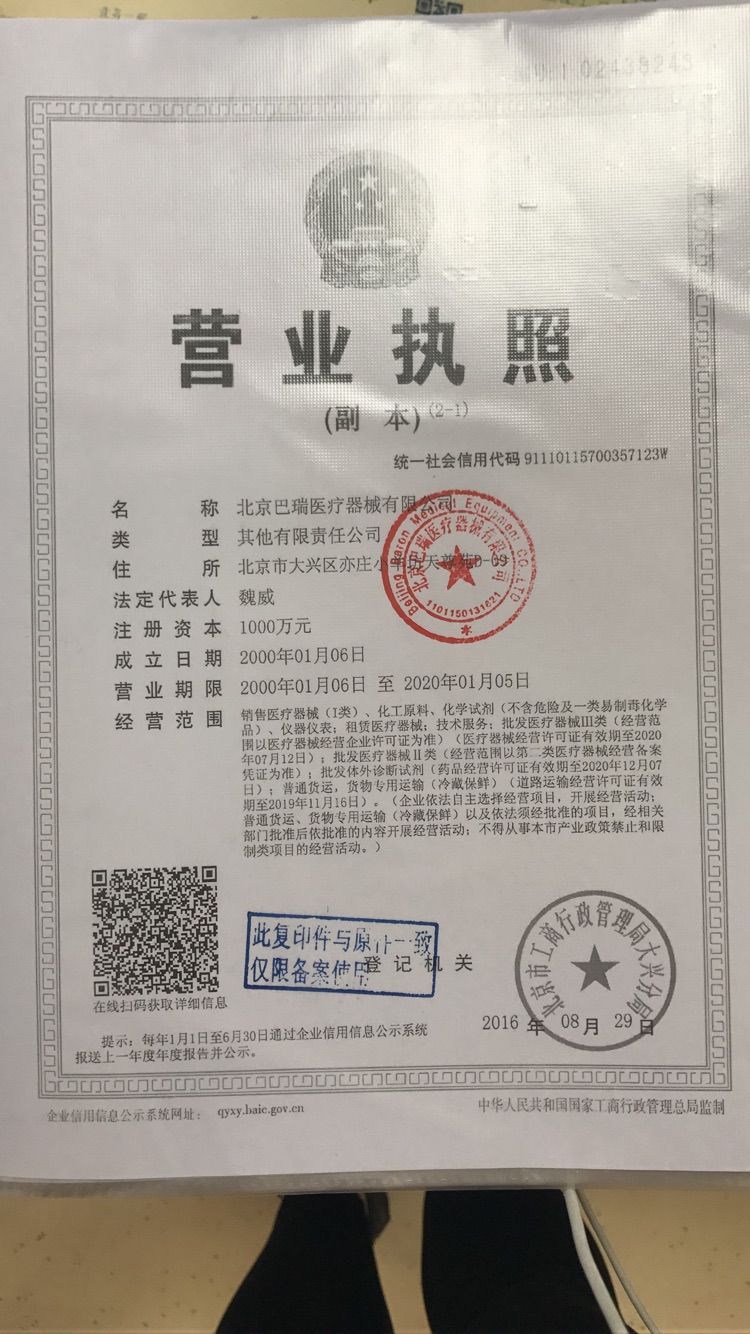 02438243
营业执照
(副 本)(2-1)
统一社会信用代码 91110115700357123W
名称 北京巴瑞医疗器械有限公司
类型 其他有限责任公司
住所 北京市大兴区亦庄小羊坊天尊苑D-09
法定代表人 魏威
注册资本 1000万元
成立日期 2000年01月06日
营业期限 2000年01月06日 至 2020年01月05日
经营范围 销售医疗器械（I类）、化工原料、化学试剂（不含危险及一类易制毒化学
品）、仪器仪表；租赁医疗器械；技术服务；批发医疗器械Ⅲ类（经营范
围以医疗器械经营企业许可证为准）（医疗器械经营许可证有效期至2020
年07月12日）；批发医疗器械Ⅱ类（经营范围以第二类医疗器械经营备案
凭证为准）；批发体外诊断试剂（药品经营许可证有效期至2020年12月07
日）；普通货运，货物专用运输（冷藏保鲜）（道路运输经营许可证有效
期至2019年11月16日）。（企业依法自主选择经营项目，开展经营活动；
普通货运、货物专用运输（冷藏保鲜）以及依法须经批准的项目，经相关
部门批准后依批准的内容开展经营活动；不得从事本市产业政策禁止和限
制类项目的经营活动。）
Beijing Baron Medical Equipment CO.,LTD
北京巴瑞医疗器械有限公司
1101150131621
此复印件与原件一致
仅限备案使用
登记机关
北京市工商行政管理局大兴分局
2016 年 08 月 29 日
在线扫码获取详细信息
提示：每年1月1日至6月30日通过企业信用信息公示系统
报送上一年度年度报告并公示。
企业信用信息公示系统网址： qyxy.baic.gov.cn
中华人民共和国国家工商行政管理总局监制